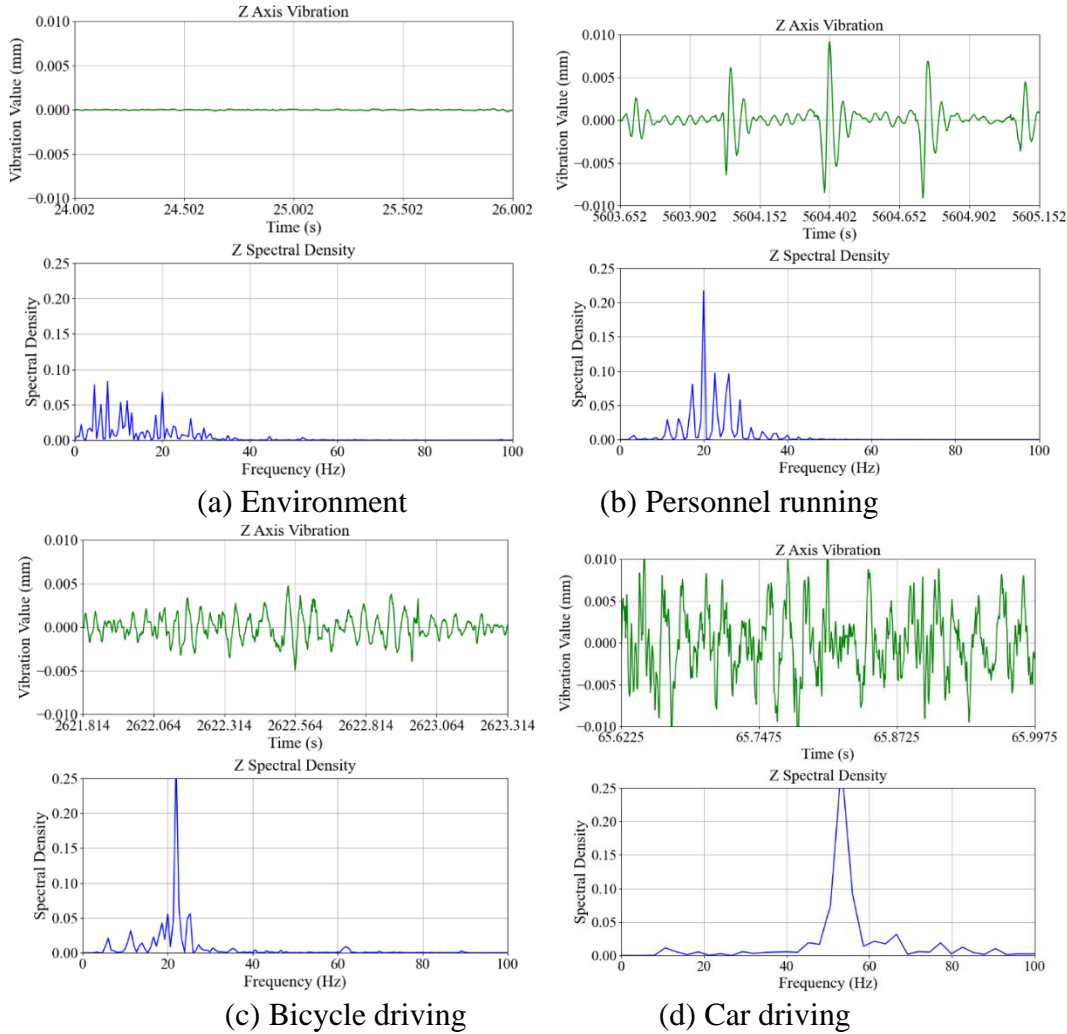 Z Axis Vibration
Vibration Value (mm)
0.010
0.005
0.000
−0.005
−0.010
24.002 24.502 25.002 25.502 26.002
Time (s)
Z Spectral Density
Spectral Density
0.25
0.20
0.15
0.10
0.05
0.00
0 20 40 60 80 100
Frequency (Hz)
(a) Environment
Z Axis Vibration
Vibration Value (mm)
0.010
0.005
0.000
−0.005
−0.010
5603.652 5603.902 5604.152 5604.402 5604.652 5604.902 5605.152
Time (s)
Z Spectral Density
Spectral Density
0.25
0.20
0.15
0.10
0.05
0.00
0 20 40 60 80 100
Frequency (Hz)
(b) Personnel running
Z Axis Vibration
Vibration Value (mm)
0.010
0.005
0.000
−0.005
−0.010
2621.814 2622.064 2622.314 2622.564 2622.814 2623.064 2623.314
Time (s)
Z Spectral Density
Spectral Density
0.25
0.20
0.15
0.10
0.05
0.00
0 20 40 60 80 100
Frequency (Hz)
(c) Bicycle driving
Z Axis Vibration
Vibration Value (mm)
0.010
0.005
0.000
−0.005
−0.010
65.6225 65.7475 65.8725 65.9975
Time (s)
Z Spectral Density
Spectral Density
0.25
0.20
0.15
0.10
0.05
0.00
0 20 40 60 80 100
Frequency (Hz)
(d) Car driving